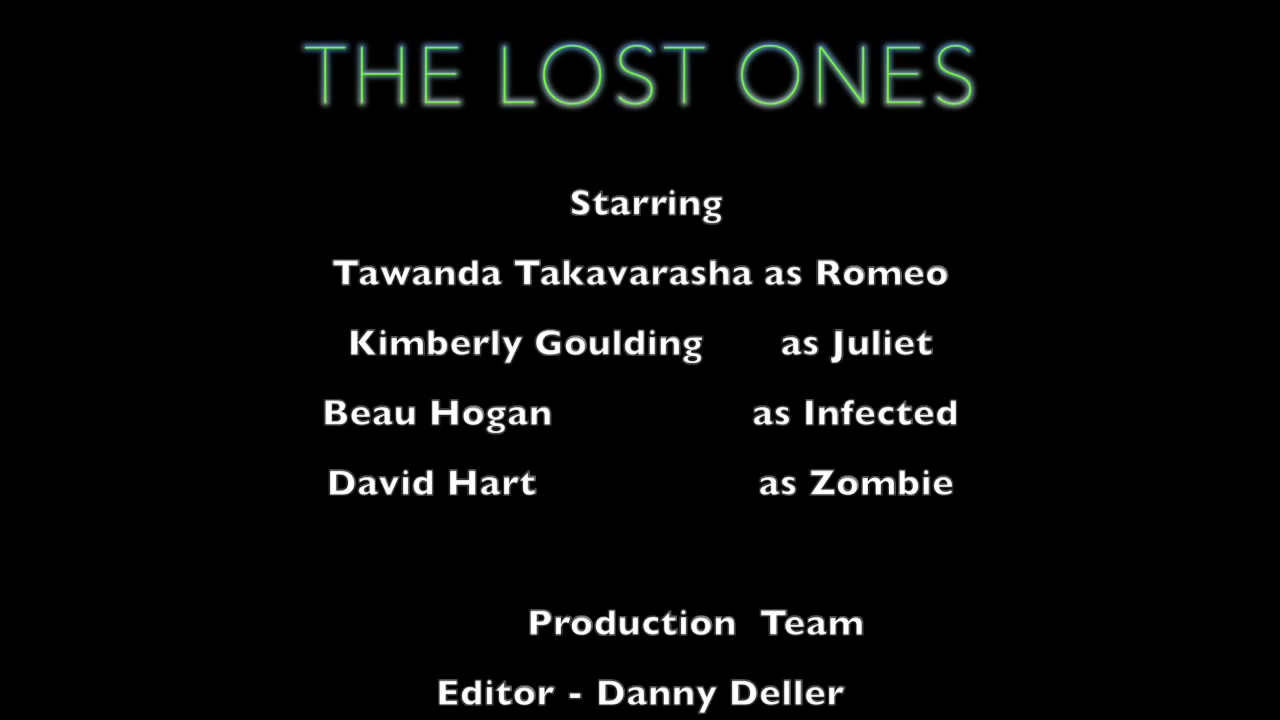 THE LOST ONES
Starring
Tawanda Takavarasha as Romeo
Kimberly Goulding as Juliet
Beau Hogan as Infected
David Hart as Zombie
Production Team
Editor - Danny Deller